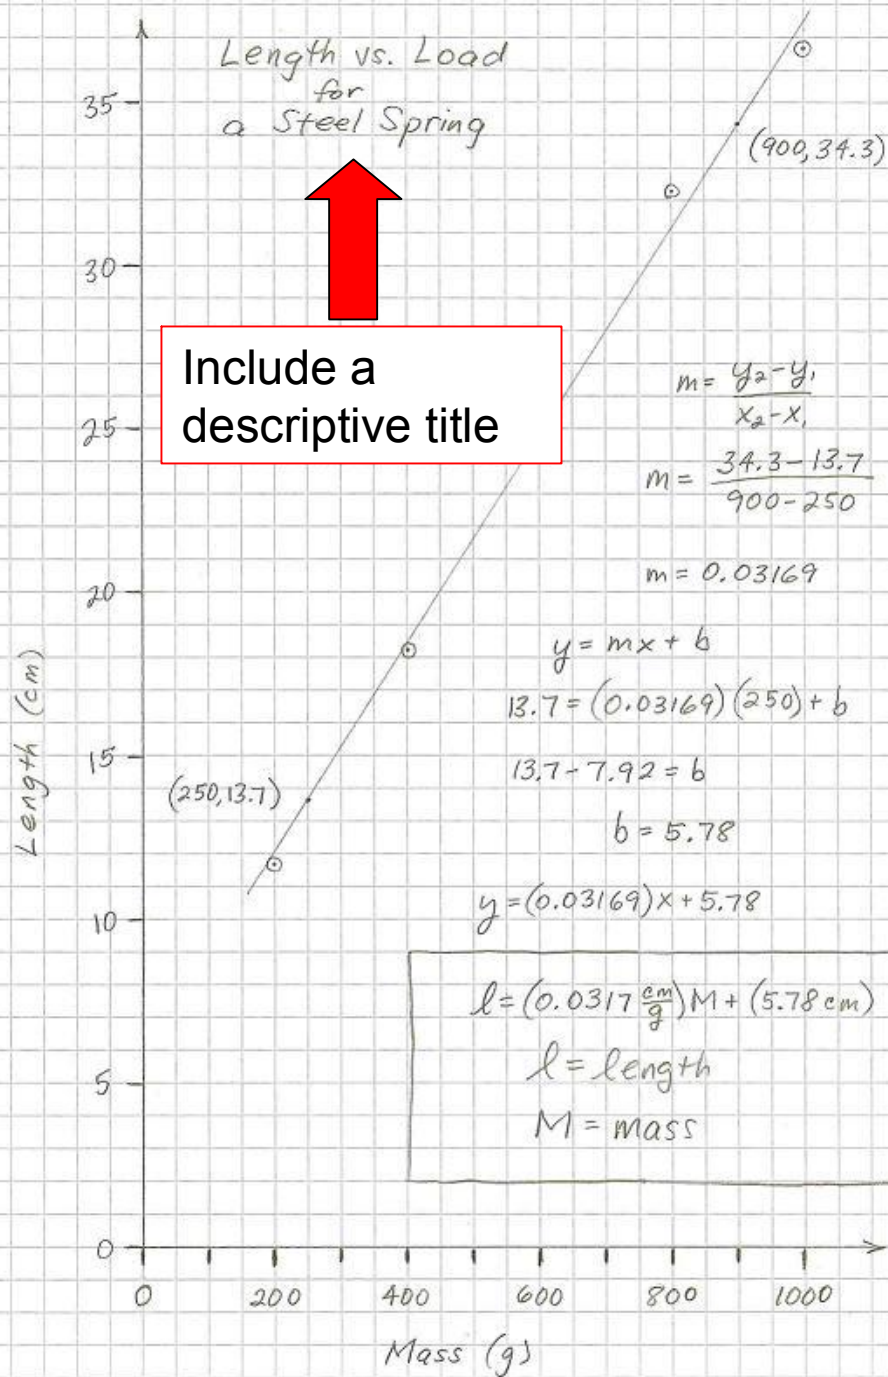 Length vs. Load
for
a Steel Spring
Include a
descriptive title
35
30
25
20
15
10
5
0
Length (cm)
(900, 34.3)
(250, 13.7)
m = y₂-y₁ / x₂-x₁
m = 34.3-13.7 / 900-250
m = 0.03169
y = mx + b
13.7 = (0.03169)(250) + b
13.7 - 7.92 = b
b = 5.78
y = (0.03169)x + 5.78
l = (0.0317 cm/g)M + (5.78 cm)
l = length
M = mass
0 200 400 600 800 1000
Mass (g)